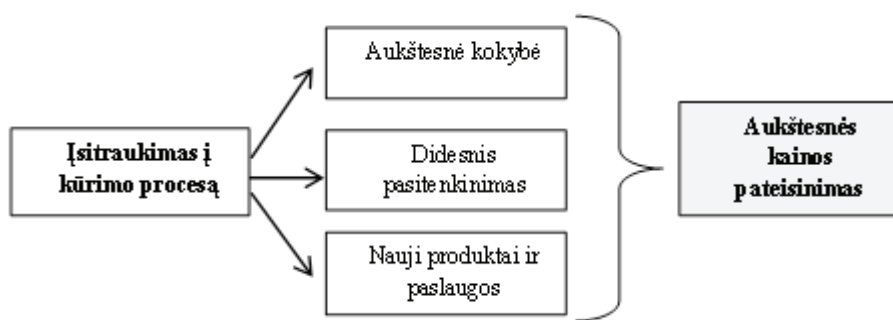 Aukštesnė kokybė
Įsitraukimas į
kūrimo procesą
Didesnis
pasitenkinimas
Nauji produktai ir
paslaugos
Aukštesnės
kainos
pateisinimas